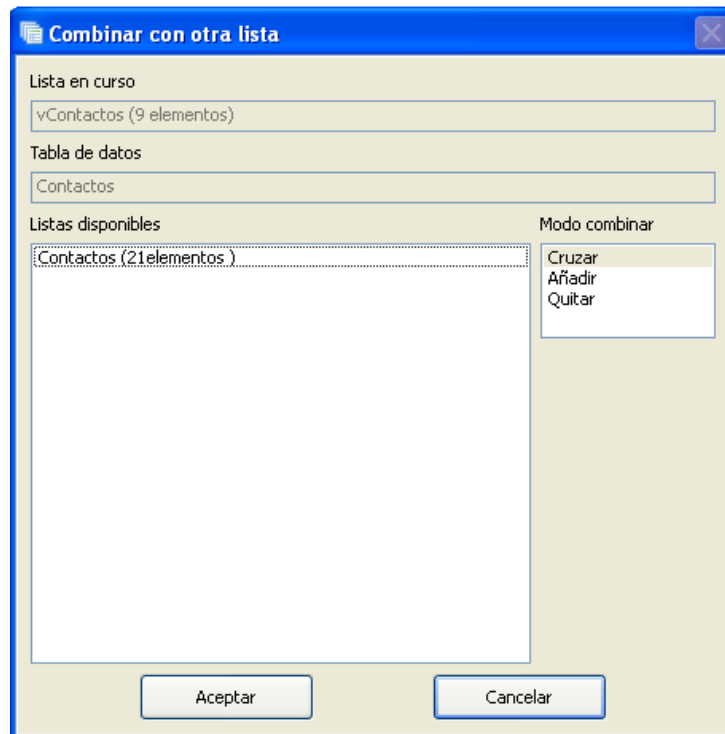 Combinar con otra lista
Lista en curso
vContactos (9 elementos)
Tabla de datos
Contactos
Listas disponibles
Modo combinar
Contactos (21elementos )
Cruzar
Añadir
Quitar
Aceptar
Cancelar